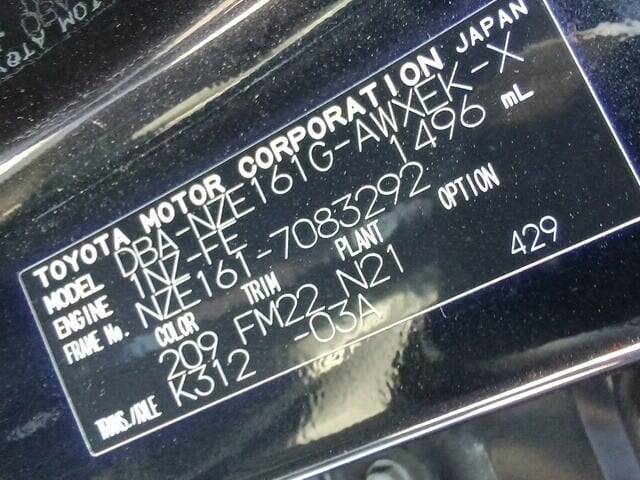 TOYOTA MOTOR CORPORATION JAPAN
MODEL DBA-NZE161G-AWXEK-X
ENGINE 1NZ-FE 1496 mL
FRAME No. NZE161-7083292
COLOR TRIM PLANT OPTION
209 FM22 N21 429
TRNS./AXLE K312 -03A